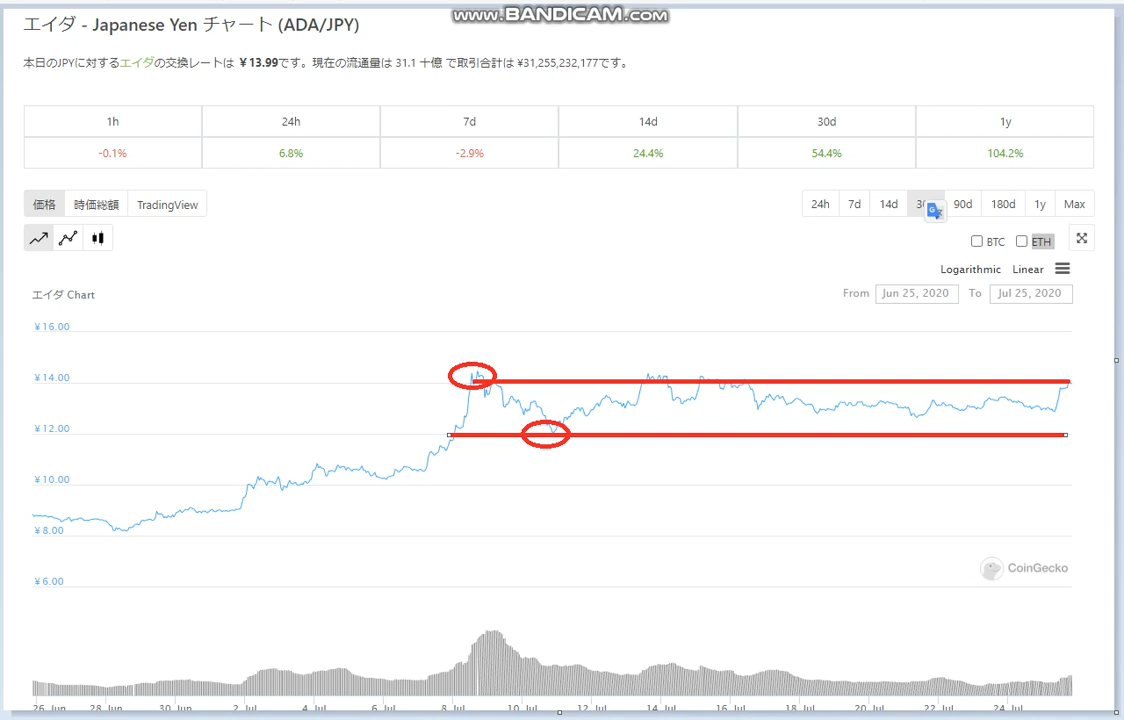 www.BANDICAM.com
エイダ - Japanese Yen チャート (ADA/JPY)
本日のJPYに対するエイダの交換レートは ¥13.99です。現在の流通量は 31.1 十億 で取引合計は ¥31,255,232,177です。
1h 24h 7d 14d 30d 1y
-0.1% 6.8% -2.9% 24.4% 54.4% 104.2%
価格 時価総額 TradingView 24h 7d 14d 90d 180d 1y Max
BTC ETH
Logarithmic Linear
エイダ Chart From Jun 25, 2020 To Jul 25, 2020
¥16.00
¥14.00
¥12.00
¥10.00
¥8.00
¥6.00
CoinGecko
26. Jun 28. Jun 30. Jun 2. Jul 4. Jul 6. Jul 8. Jul 10. Jul 12. Jul 14. Jul 16. Jul 18. Jul 20. Jul 22. Jul 24. Jul